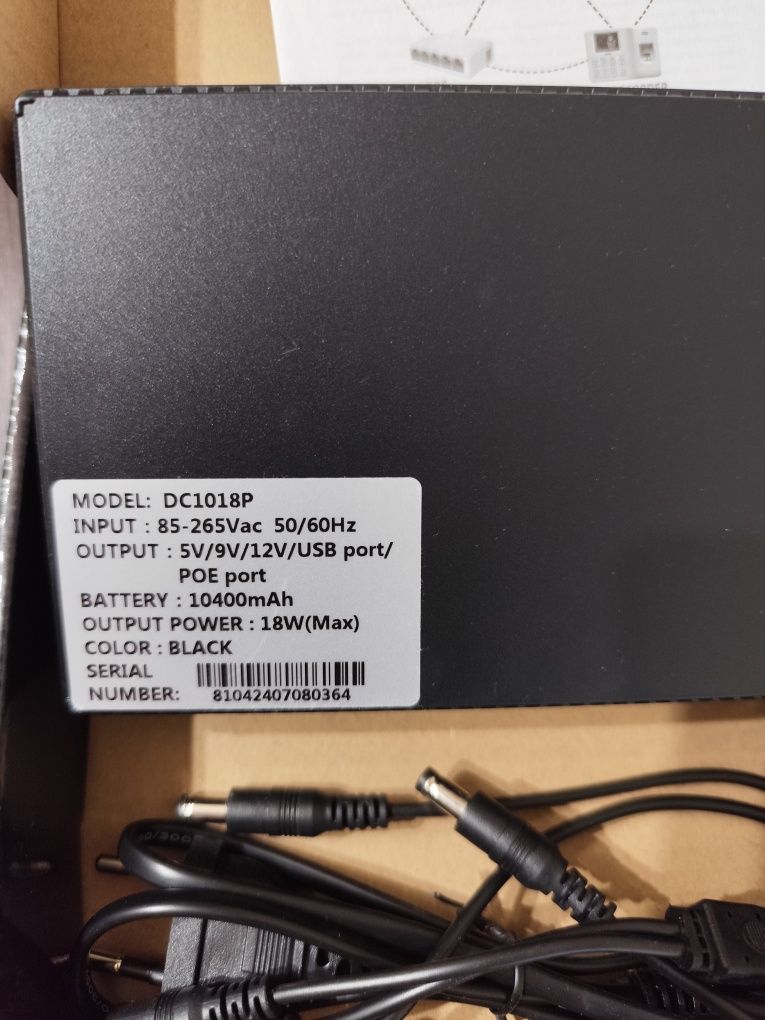 MODEL: DC1018P
INPUT : 85-265Vac 50/60Hz
OUTPUT : 5V/9V/12V/USB port/
POE port
BATTERY : 10400mAh
OUTPUT POWER : 18W(Max)
COLOR : BLACK
SERIAL
NUMBER: 81042407080364